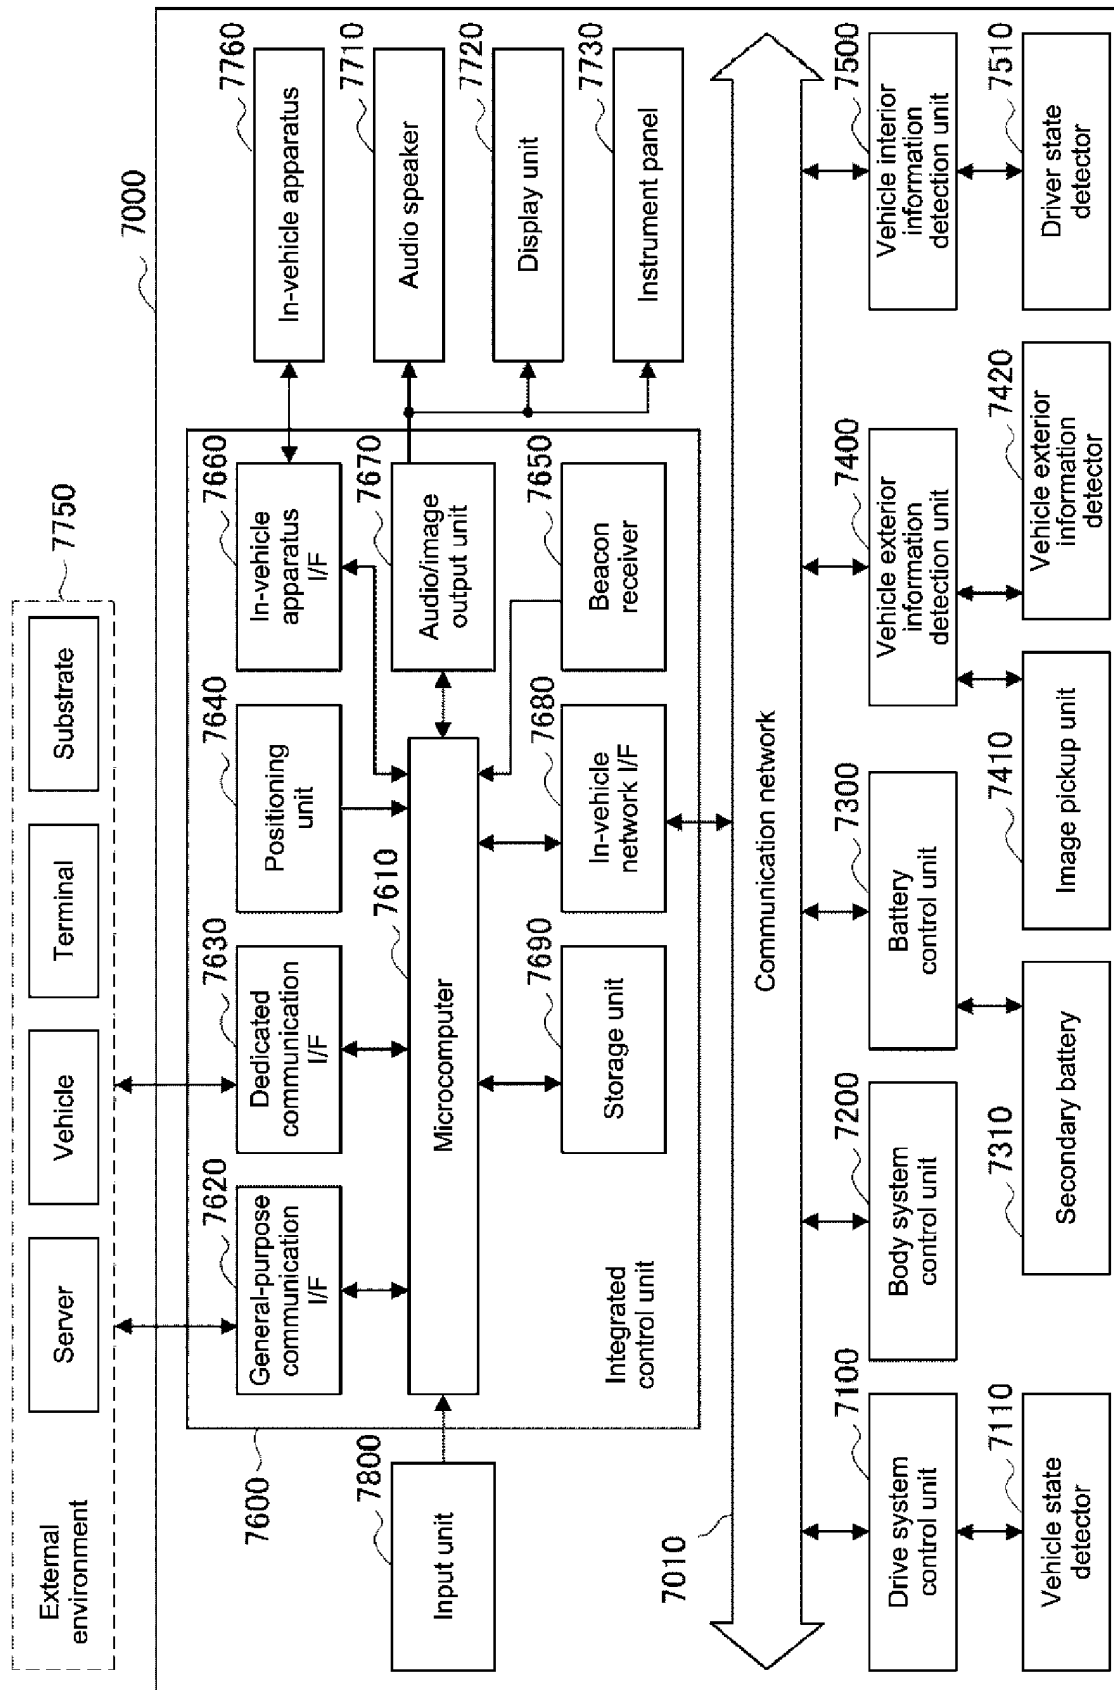 7000
External
environment
Server
Vehicle
Terminal
Substrate
7750
7600
General-purpose
communication
I/F
7620
Dedicated
communication
I/F
7630
Positioning
unit
7640
In-vehicle
apparatus
I/F
7660
In-vehicle apparatus
7760
Input unit
7800
Microcomputer
7610
Audio/image
output unit
7670
Audio speaker
7710
Display unit
7720
Instrument panel
7730
Integrated
control unit
Storage unit
7690
In-vehicle
network I/F
7680
Beacon
receiver
7650
7010
Communication network
Drive system
control unit
7100
Body system
control unit
7200
Battery
control unit
7300
Vehicle exterior
information
detection unit
7400
Vehicle interior
information
detection unit
7500
Vehicle state
detector
7110
Secondary battery
7310
Image pickup unit
7410
Vehicle exterior
information
detector
7420
Driver state
detector
7510